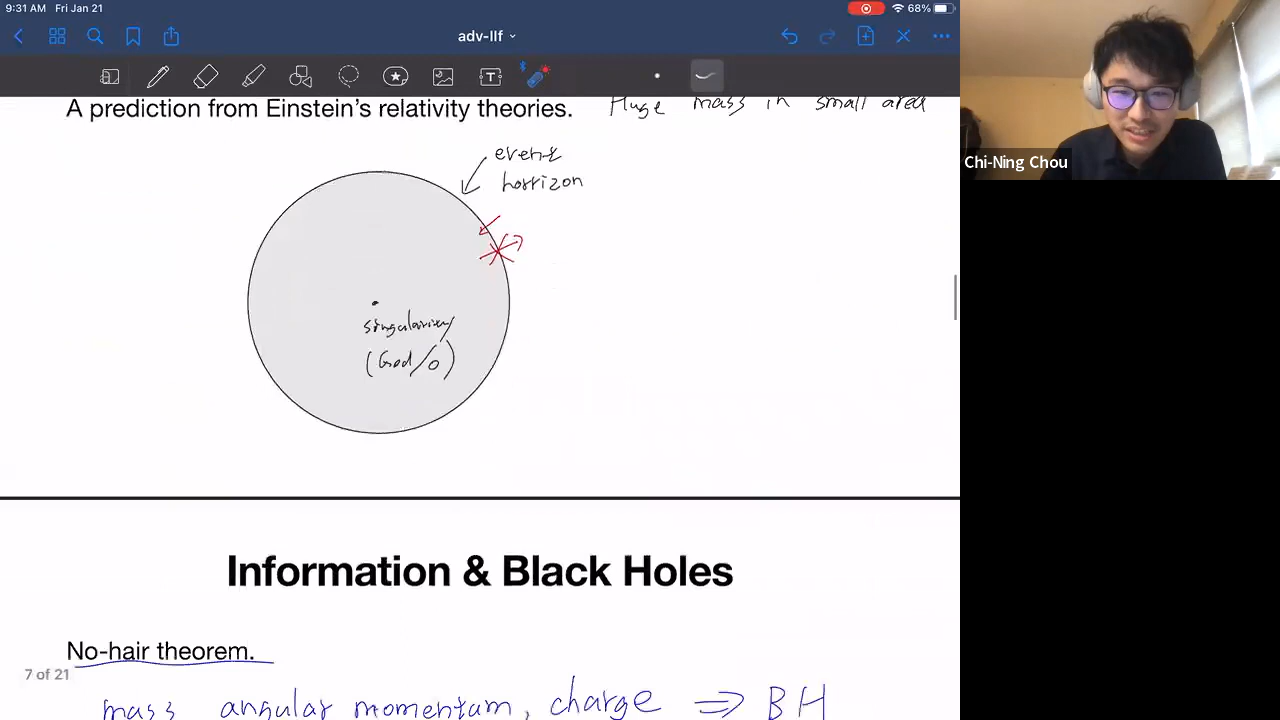 9:31 AM Fri Jan 21
68%
adv-llf
A prediction from Einstein's relativity theories. Huge mass in small area
event
horizon
singularity
(God/0)
Information & Black Holes
No-hair theorem.
7 of 21
mass angular momentum, charge ⇒ BH
Chi-Ning Chou